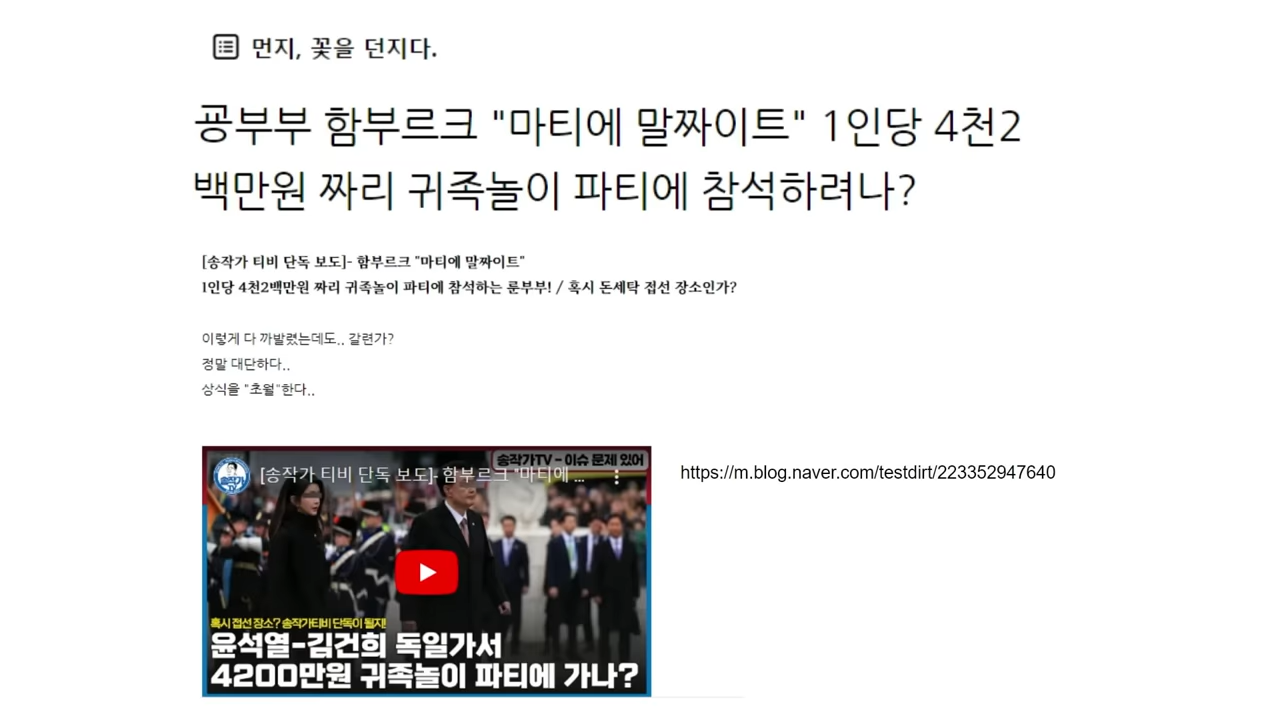 먼지, 꽃을 던지다.
굥부부 함부르크 "마티에 말짜이트" 1인당 4천2
백만원 짜리 귀족놀이 파티에 참석하려나?
[송작가 티비 단독 보도]- 함부르크 "마티에 말짜이트"
1인당 4천2백만원 짜리 귀족놀이 파티에 참석하는 룬부부! / 혹시 돈세탁 접선 장소인가?
이렇게 다 까발렸는데도.. 갈련가?
정말 대단하다..
상식을 "초월"한다..
송작가TV - 이슈 문제 있어
송작가 TV
[송작가 티비 단독 보도]- 함부르크 "마티에 ...
https://m.blog.naver.com/testdirt/223352947640
혹시 접선 장소? 송작가티비 단독이 될지!
윤석열-김건희 독일가서
4200만원 귀족놀이 파티에 가나?